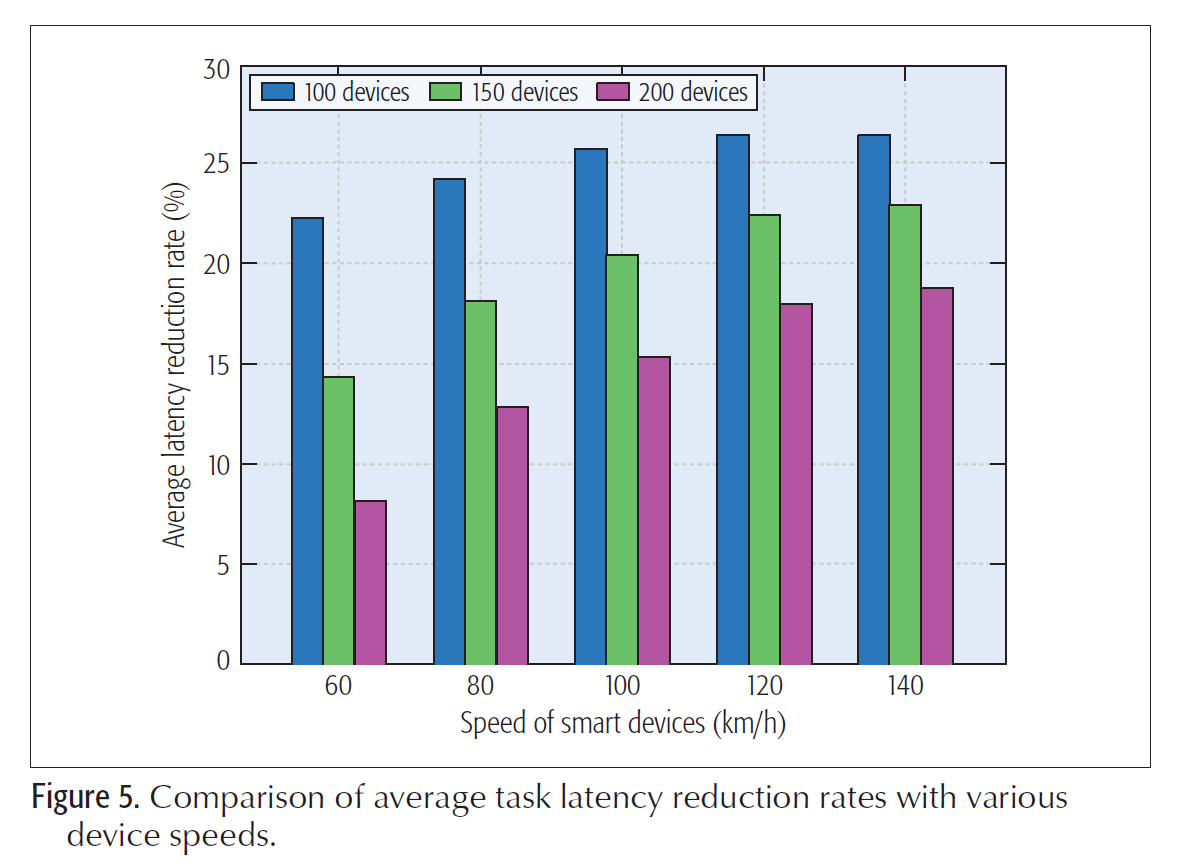 30
100 devices 150 devices 200 devices
25
20
15
10
5
0
Average latency reduction rate (%)
60 80 100 120 140
Speed of smart devices (km/h)
Figure 5. Comparison of average task latency reduction rates with various
device speeds.